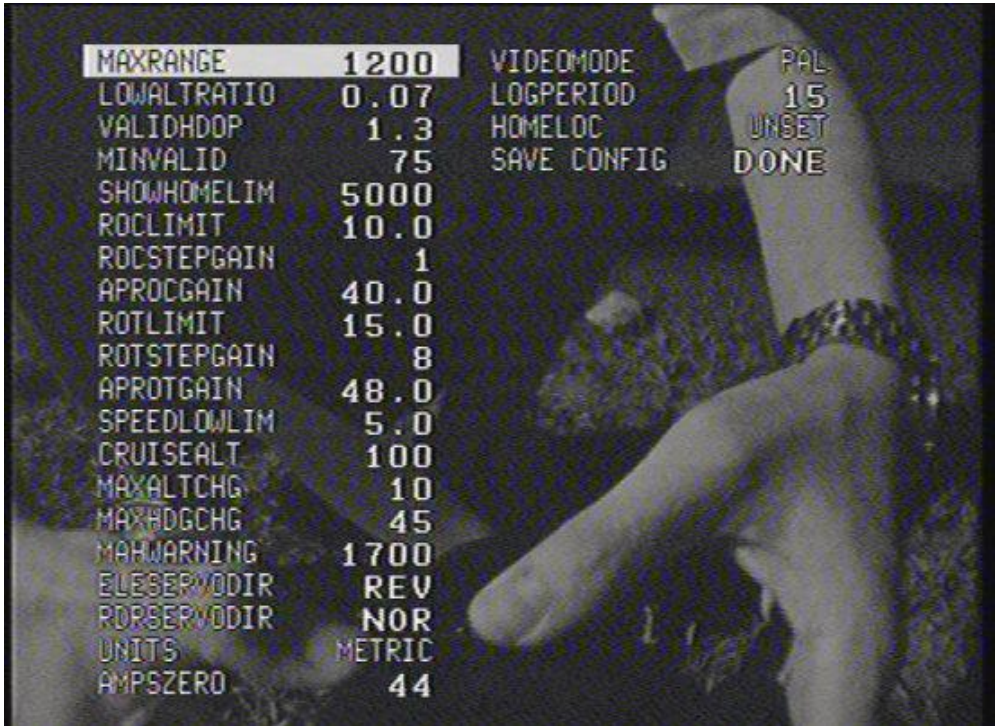 MAXRANGE 1200
LOWALTRATIO 0.07
VALIDHDOP 1.3
MINVALID 75
SHOWHOMELIM 5000
ROCLIMIT 10.0
ROCSTEPGAIN 1
APROCGAIN 40.0
ROTLIMIT 15.0
ROTSTEPGAIN 8
APROTGAIN 48.0
SPEEDLOWLIM 5.0
CRUISEALT 100
MAXALTCHG 10
MAXHDGCHG 45
MAHWARNING 1700
ELESERVODIR REV
RDRSERVODIR NOR
UNITS METRIC
AMPSZERO 44
VIDEOMODE PAL
LOGPERIOD 15
HOMELOC UNSET
SAVE CONFIG DONE